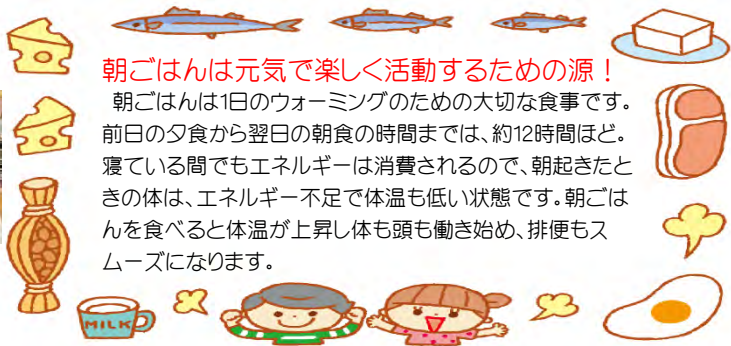 朝ごはんは元気で楽しく活動するための源！
朝ごはんは1日のウォーミングのための大切な食事です。
前日の夕食から翌日の朝食の時間までは、約12時間ほど。
寝ている間でもエネルギーは消費されるので、朝起きたと
きの体は、エネルギー不足で体温も低い状態です。朝ごは
んを食べると体温が上昇し体も頭も働き始め、排便もス
ムーズになります。
MILK